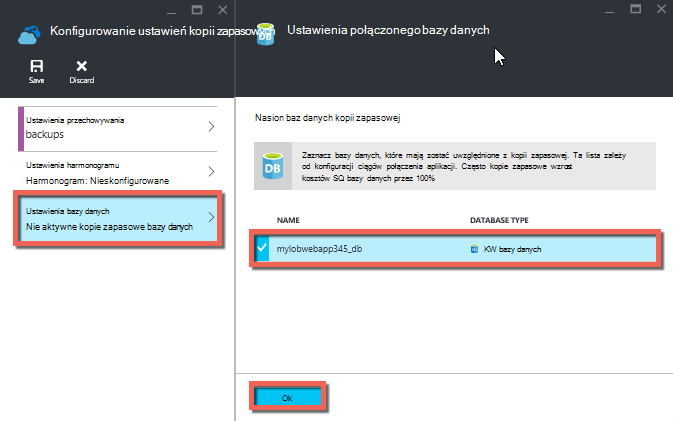 Konfigurowanie ustawień kopii zapasowych
Save
Discard
Ustawienia przechowywania
backups
Ustawienia harmonogramu
Harmonogram: Nieskonfigurowane
Ustawienia bazy danych
Nie aktywne kopie zapasowe bazy danych
Ustawienia połączonego bazy danych
Nasion baz danych kopii zapasowej
Zaznacz bazy danych, które mają zostać uwzględnione z kopii zapasowej. Ta lista zależy
od konfiguracji ciągów połączenia aplikacji. Często kopie zapasowe wzrost
kosztów SQ bazy danych przez 100%
NAME
DATABASE TYPE
mylobwebapp345_db
KW bazy danych
Ok